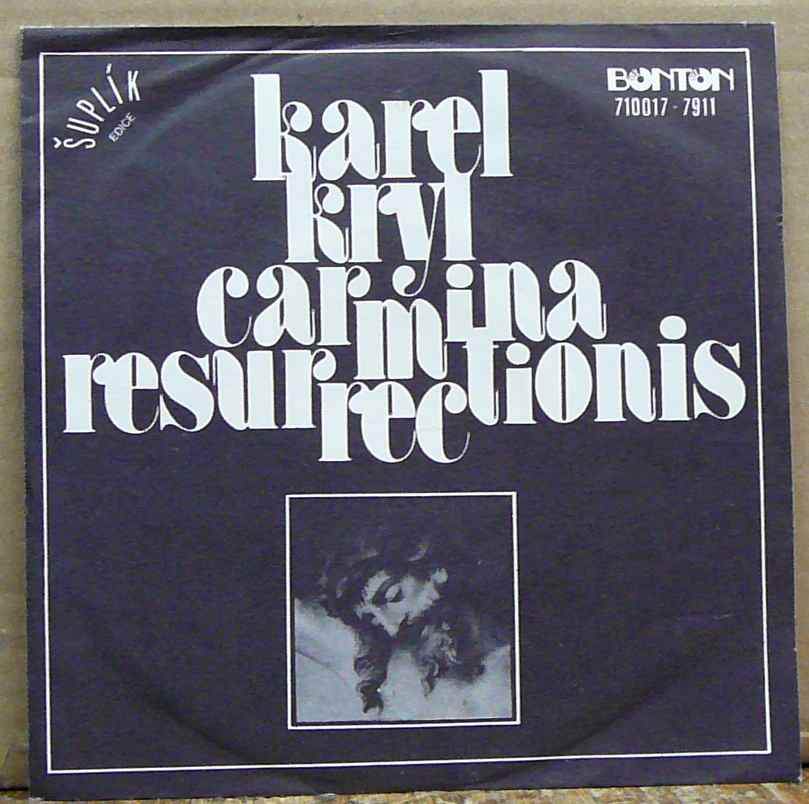 ŠUPLÍK
EDICE
BONTON
710017 - 7911
karel
kryl
carmina
resurrectionis